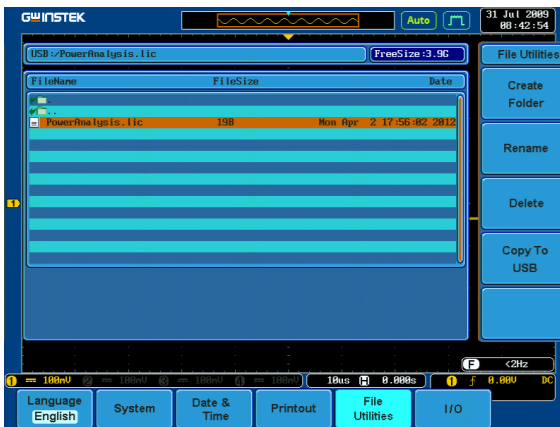 GWINSTEK
Auto
31 Jul 2009
08:42:54
USB:/PowerAnalysis.lic
FreeSize:3.9G
File Utilities
FileName FileSize Date
.
..
PowerAnalysis.lic 19B Mon Apr 2 17:56:02 2012
Create Folder
Rename
Delete
Copy To USB
1
F <2Hz
1 100mV 2 100mV 3 100mV 4 100mV 10us H 0.000s 1 0.00V DC
Language
English
System
Date & Time
Printout
File Utilities
I/O